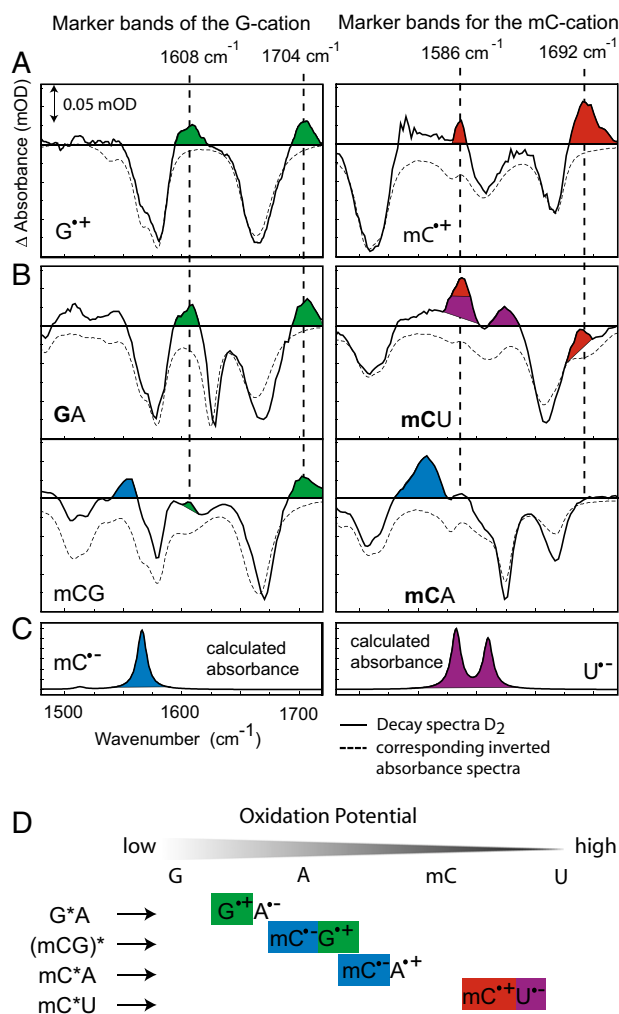 Marker bands of the G-cation
Marker bands for the mC-cation
1608 cm⁻¹ 1704 cm⁻¹
1586 cm⁻¹ 1692 cm⁻¹
A
0.05 mOD
Δ Absorbance (mOD)
G•+
mC•+
B
GA
mCU
mCG
mCA
C
mC•- calculated absorbance
calculated absorbance U•-
1500 1600 1700
1500 1600 1700
Wavenumber (cm⁻¹)
Decay spectra D₂
corresponding inverted
absorbance spectra
D
Oxidation Potential
low high
G A mC U
G*A G•+A•-
(mCG)* mC•-G•+
mC*A mC•-A•+
mC*U mC•+U•-